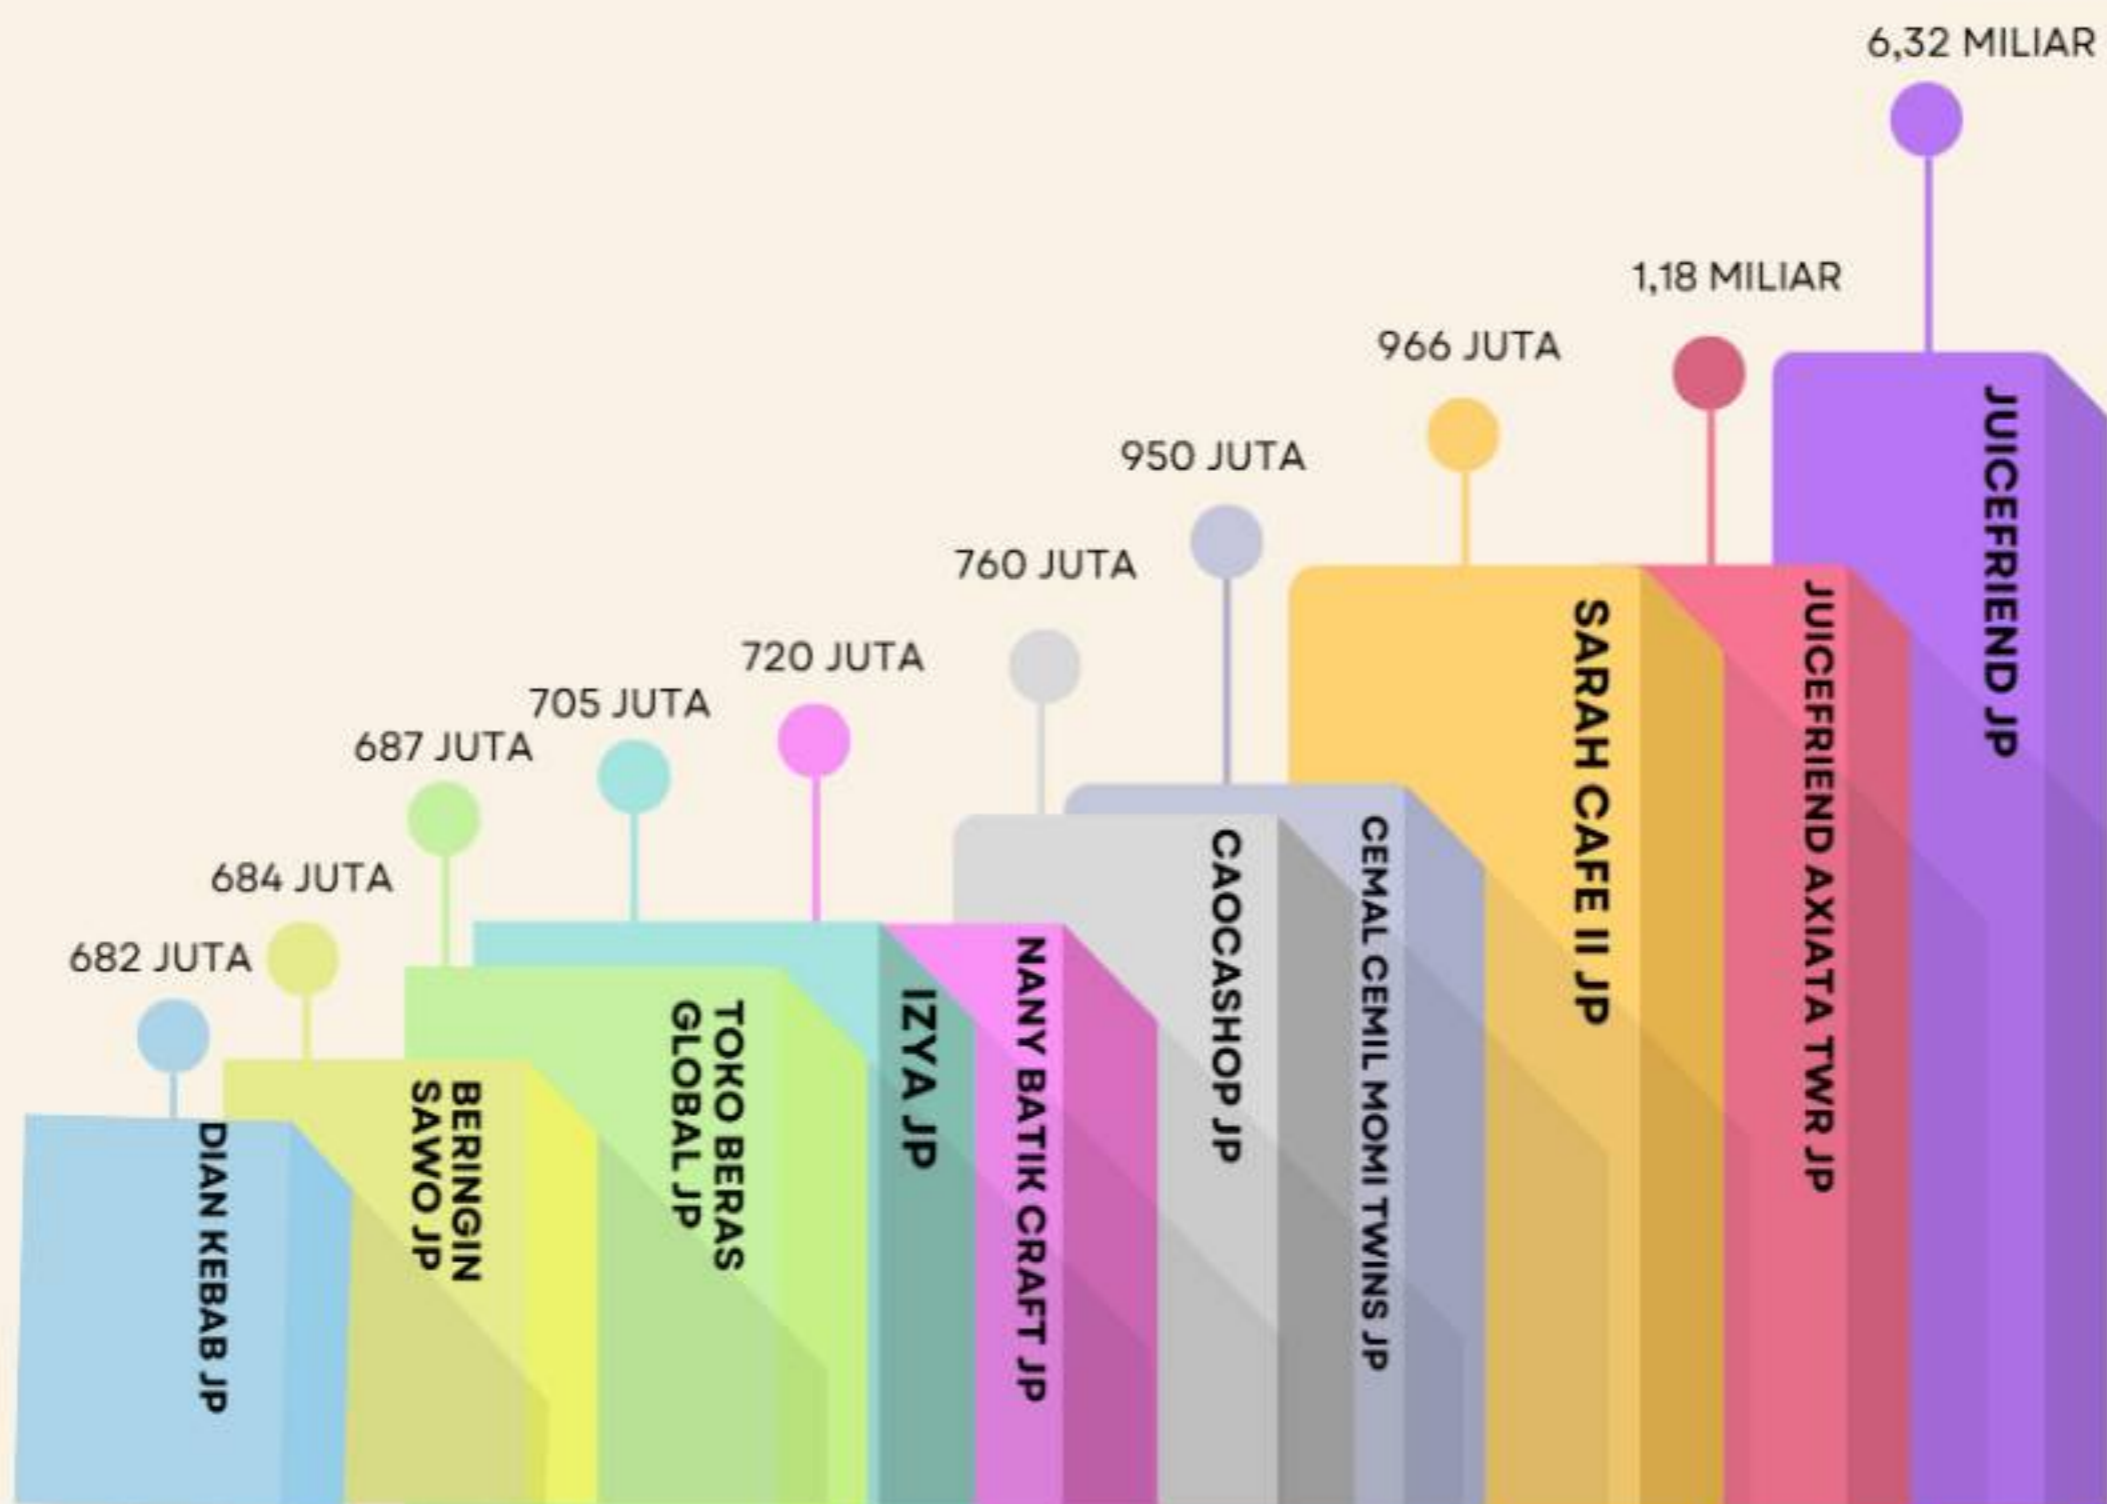 682 JUTA
DIAN KEBAB JP
684 JUTA
BERINGIN
SAWO JP
687 JUTA
TOKO BERAS
GLOBAL JP
705 JUTA
IZYA JP
720 JUTA
NANY BATIK CRAFT JP
760 JUTA
CAOCASHOP JP
950 JUTA
CEMAL CEMIL MOMI TWINS JP
966 JUTA
SARAH CAFE II JP
1,18 MILIAR
JUICEFRIEND AXIATA TWR JP
6,32 MILIAR
JUICEFRIEND JP